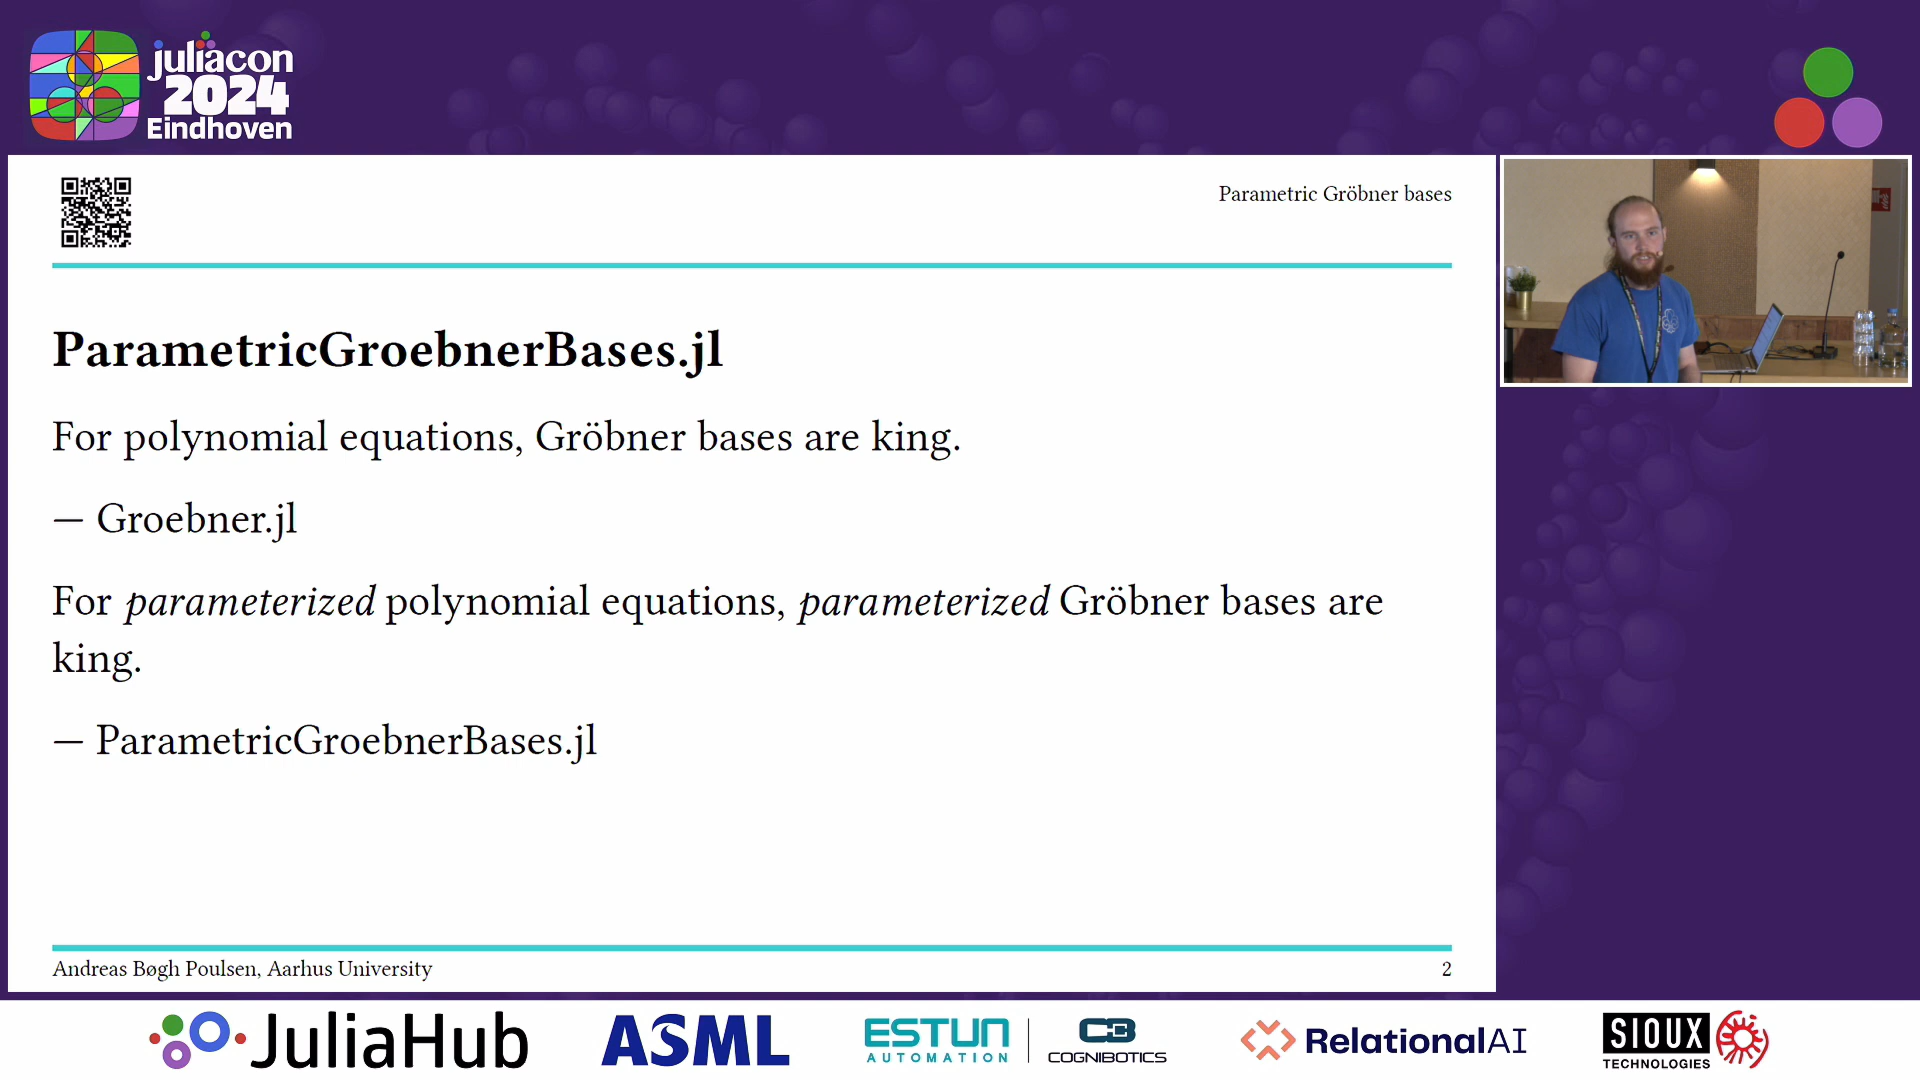 juliacon
2024
Eindhoven
Parametric Gröbner bases
ParametricGroebnerBases.jl
For polynomial equations, Gröbner bases are king.
— Groebner.jl
For parameterized polynomial equations, parameterized Gröbner bases are
king.
— ParametricGroebnerBases.jl
Andreas Bøgh Poulsen, Aarhus University
2
JuliaHub
ASML
ESTUN
AUTOMATION
COGNIBOTICS
RelationalAI
SIOUX
TECHNOLOGIES